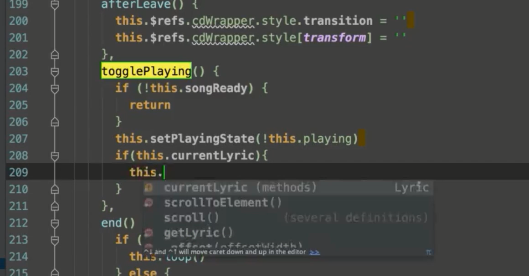 199 afterLeave() {
200 this.$refs.cdWrapper.style.transition = ''
201 this.$refs.cdWrapper.style[transform] = ''
202 },
203 togglePlaying() {
204 if (!this.songReady) {
205 return
206 }
207 this.setPlayingState(!this.playing)
208 if(this.currentLyric){
209 this.
210 }
211 },
212 end()
213 if (
214 this.loop()
215 } else {
currentLyric (methods) Lyric
scrollToElement()
scroll() (several definitions)
getLyric()
offset(offsetWidth)
^↓ and ^↑ will move caret down and up in the editor >>
π